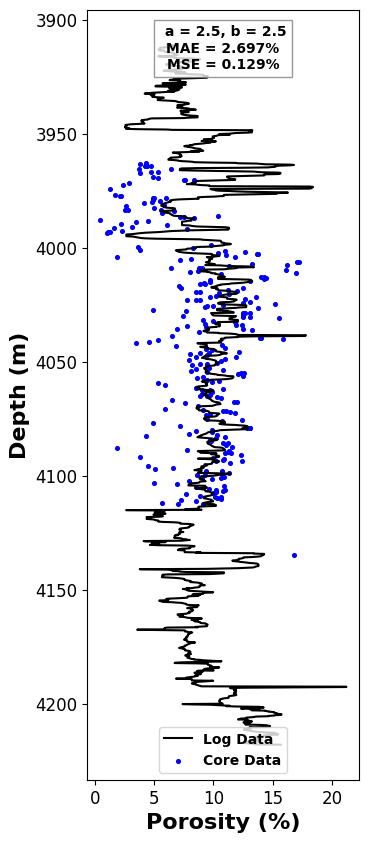 3900
a = 2.5, b = 2.5
MAE = 2.697%
MSE = 0.129%
3950
4000
4050
4100
4150
4200
Depth (m)
Log Data
Core Data
0 5 10 15 20
Porosity (%)